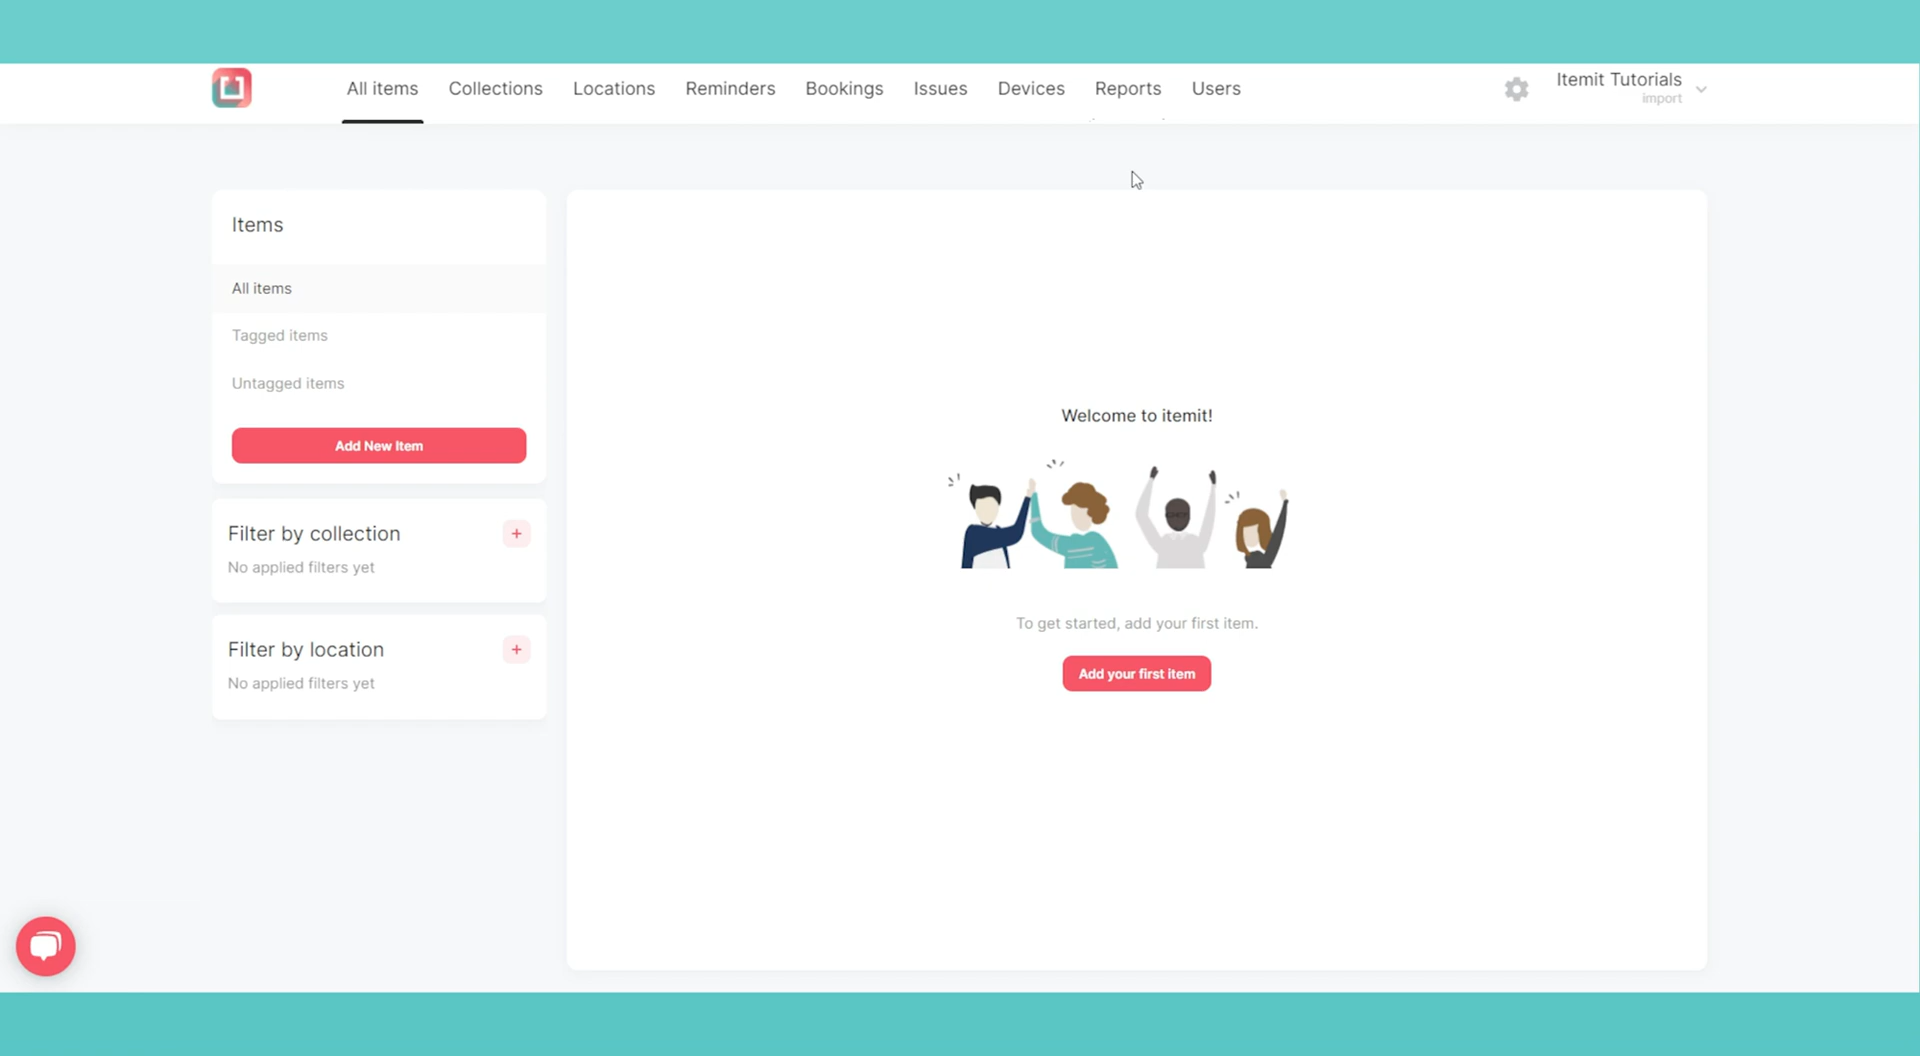 All items Collections Locations Reminders Bookings Issues Devices Reports Users
Itemit Tutorials
import
Items
All items
Tagged items
Untagged items
Add New Item
Filter by collection
No applied filters yet
Filter by location
No applied filters yet
Welcome to itemit!
To get started, add your first item.
Add your first item